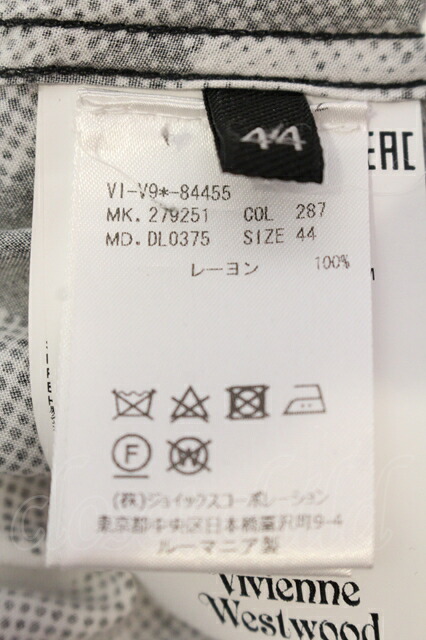 44
EAC
VI-V9*-84455
MK. 279251 COL 287
MD. DL0375 SIZE 44
レーヨン 100%
(株)ジョイックスコーポレーション
東京都中央区日本橋蛎殻町9-4
ルーマニア製
Vivienne
Westwood